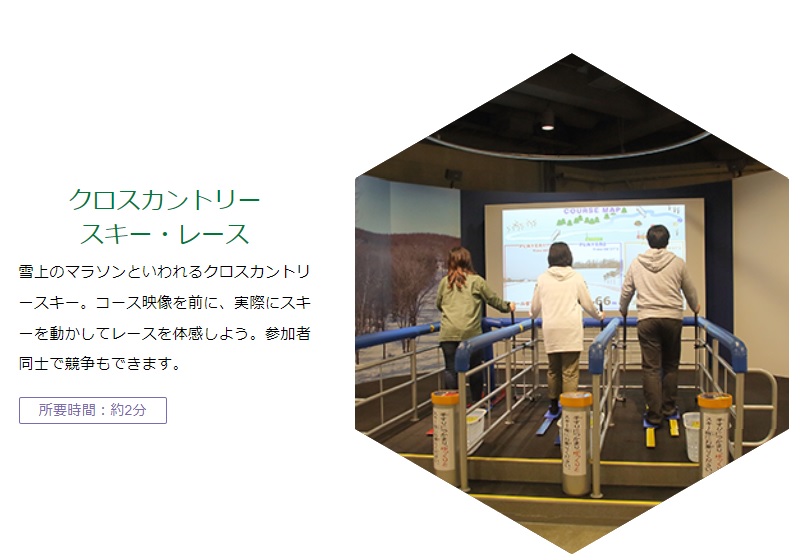 クロスカントリー
スキー・レース
雪上のマラソンといわれるクロスカントリ
ースキー。コース映像を前に、実際にスキ
ーを動かしてレースを体感しよう。参加者
同士で競争もできます。
所要時間：約2分
COURSE MAP
PLAYER2
66